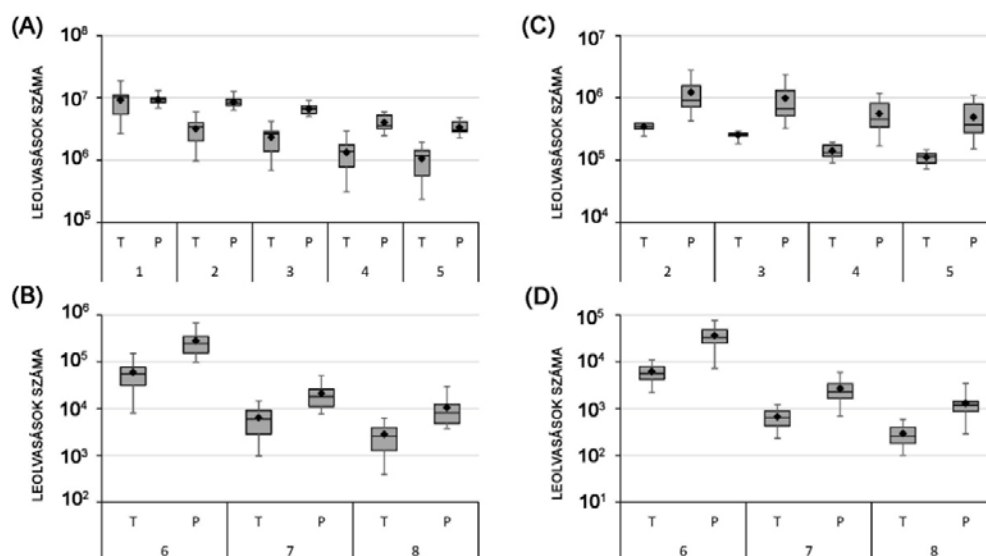 (A)
LEOLVASÁSOK SZÁMA
10⁸
10⁷
10⁶
10⁵
T P T P T P T P T P
1 2 3 4 5
(C)
LEOLVASÁSOK SZÁMA
10⁷
10⁶
10⁵
10⁴
T P T P T P T P
2 3 4 5
(B)
LEOLVASÁSOK SZÁMA
10⁶
10⁵
10⁴
10³
10²
T P T P T P
6 7 8
(D)
LEOLVASÁSOK SZÁMA
10⁵
10⁴
10³
10²
10¹
T P T P T P
6 7 8